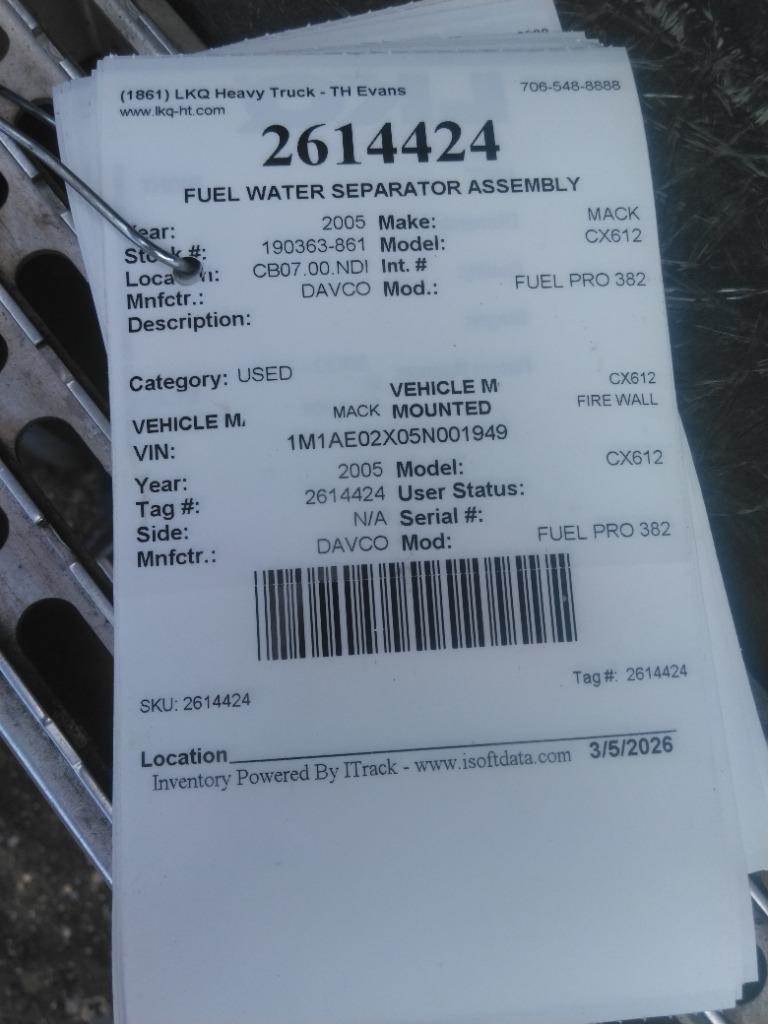 (1861) LKQ Heavy Truck - TH Evans 706-548-8888
www.lkq-ht.com
2614424
FUEL WATER SEPARATOR ASSEMBLY
ear: 2005 Make: MACK
Stock #: 190363-861 Model: CX612
Loca n: CB07.00.NDI Int. #
Mnfctr.: DAVCO Mod.: FUEL PRO 382
Description:
Category: USED
VEHICLE M CX612
VEHICLE MA MACK MOUNTED FIRE WALL
VIN: 1M1AE02X05N001949
Year: 2005 Model: CX612
Tag #: 2614424 User Status:
Side: N/A Serial #:
Mnfctr.: DAVCO Mod: FUEL PRO 382
SKU: 2614424 Tag#: 2614424
Location 3/5/2026
Inventory Powered By ITrack - www.isoftdata.com